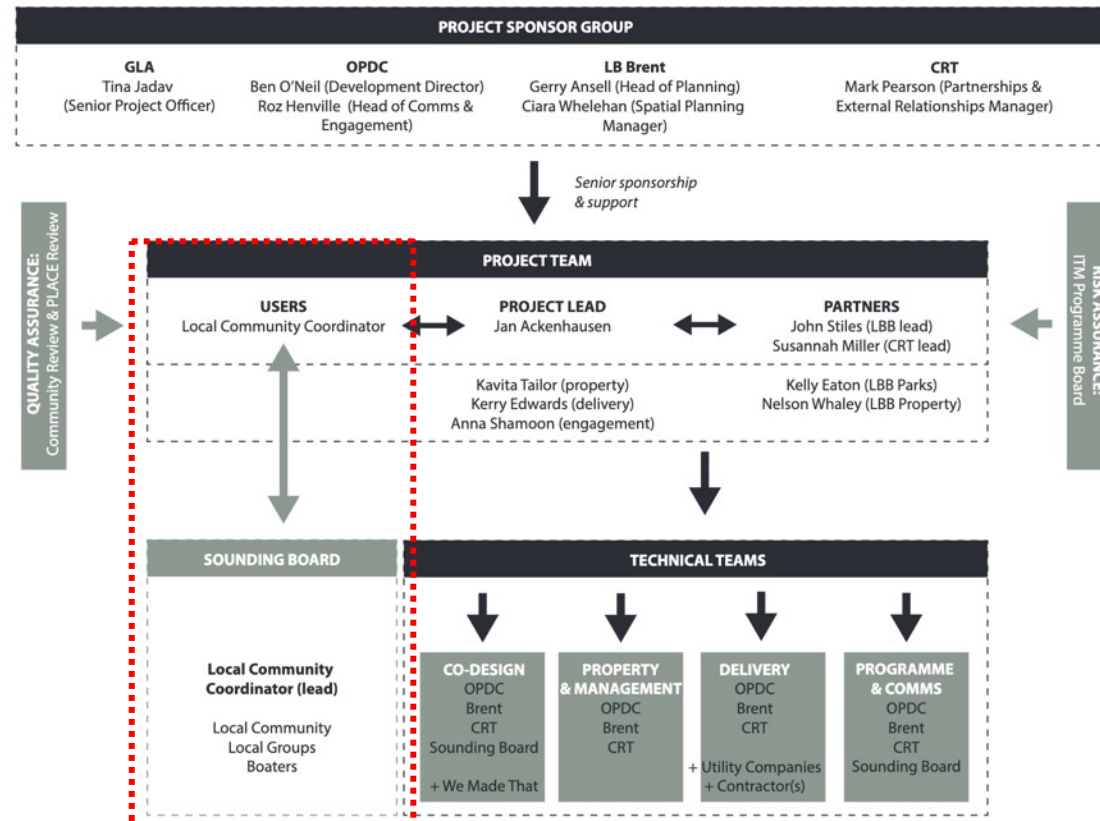 PROJECT SPONSOR GROUP
GLA
Tina Jadav
(Senior Project Officer)
OPDC
Ben O'Neil (Development Director)
Roz Henville (Head of Comms &
Engagement)
LB Brent
Gerry Ansell (Head of Planning)
Ciara Whelehan (Spatial Planning
Manager)
CRT
Mark Pearson (Partnerships &
External Relationships Manager)
Senior sponsorship
& support
QUALITY ASSURANCE:
Community Review & PLACE Review
PROJECT TEAM
USERS
Local Community Coordinator
PROJECT LEAD
Jan Ackenhausen
PARTNERS
John Stiles (LBB lead)
Susannah Miller (CRT lead)
Kavita Tailor (property)
Kerry Edwards (delivery)
Anna Shamoon (engagement)
Kelly Eaton (LBB Parks)
Nelson Whaley (LBB Property)
RISK ASSURANCE:
ITM Programme Board
SOUNDING BOARD
Local Community
Coordinator (lead)
Local Community
Local Groups
Boaters
TECHNICAL TEAMS
CO-DESIGN
OPDC
Brent
CRT
Sounding Board
+ We Made That
PROPERTY
& MANAGEMENT
OPDC
Brent
CRT
DELIVERY
OPDC
Brent
CRT
+ Utility Companies
+ Contractor(s)
PROGRAMME
& COMMS
OPDC
Brent
CRT
Sounding Board